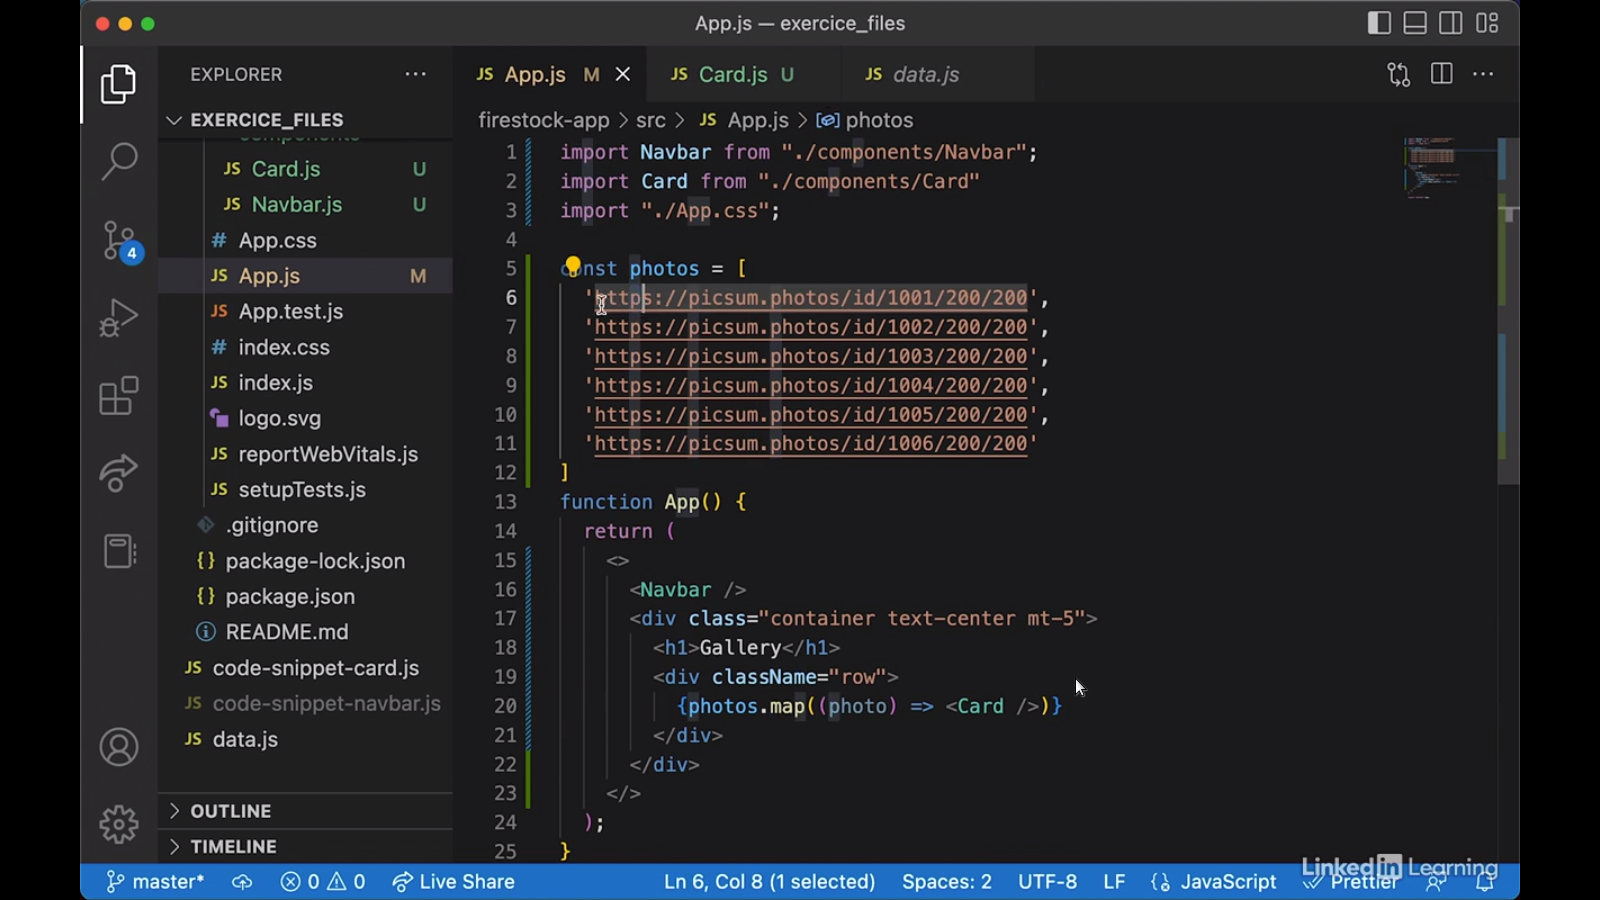 App.js — exercice_files
EXPLORER
EXERCICE_FILES
components
JS Card.js U
JS Navbar.js U
# App.css
JS App.js M
JS App.test.js
# index.css
JS index.js
logo.svg
JS reportWebVitals.js
JS setupTests.js
.gitignore
{} package-lock.json
{} package.json
README.md
JS code-snippet-card.js
JS code-snippet-navbar.js
JS data.js
OUTLINE
TIMELINE
4
JS App.js M
JS Card.js U
JS data.js
firestock-app > src > JS App.js > photos
1 import Navbar from "./components/Navbar";
2 import Card from "./components/Card"
3 import "./App.css";
4
5 const photos = [
6 'https://picsum.photos/id/1001/200/200',
7 'https://picsum.photos/id/1002/200/200',
8 'https://picsum.photos/id/1003/200/200',
9 'https://picsum.photos/id/1004/200/200',
10 'https://picsum.photos/id/1005/200/200',
11 'https://picsum.photos/id/1006/200/200'
12 ]
13 function App() {
14 return (
15 <>
16 <Navbar />
17 <div class="container text-center mt-5">
18 <h1>Gallery</h1>
19 <div className="row">
20 {photos.map((photo) => <Card />)}
21 </div>
22 </div>
23 </>
24 );
25 }
master* 0 0 Live Share Ln 6, Col 8 (1 selected) Spaces: 2 UTF-8 LF {} JavaScript Prettier
Linked in Learning